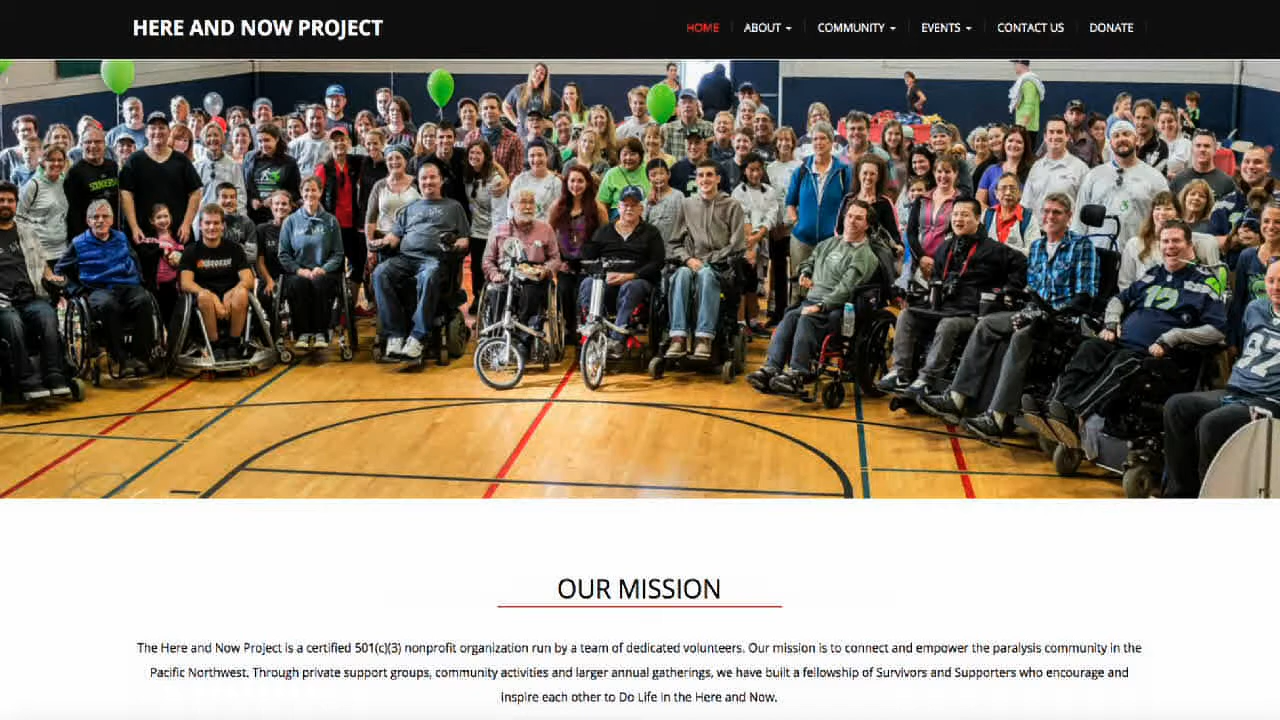 HERE AND NOW PROJECT
HOME ABOUT COMMUNITY EVENTS CONTACT US DONATE
12
97
OUR MISSION
The Here and Now Project is a certified 501(c)(3) nonprofit organization run by a team of dedicated volunteers. Our mission is to connect and empower the paralysis community in the
Pacific Northwest. Through private support groups, community activities and larger annual gatherings, we have built a fellowship of Survivors and Supporters who encourage and
inspire each other to Do Life in the Here and Now.